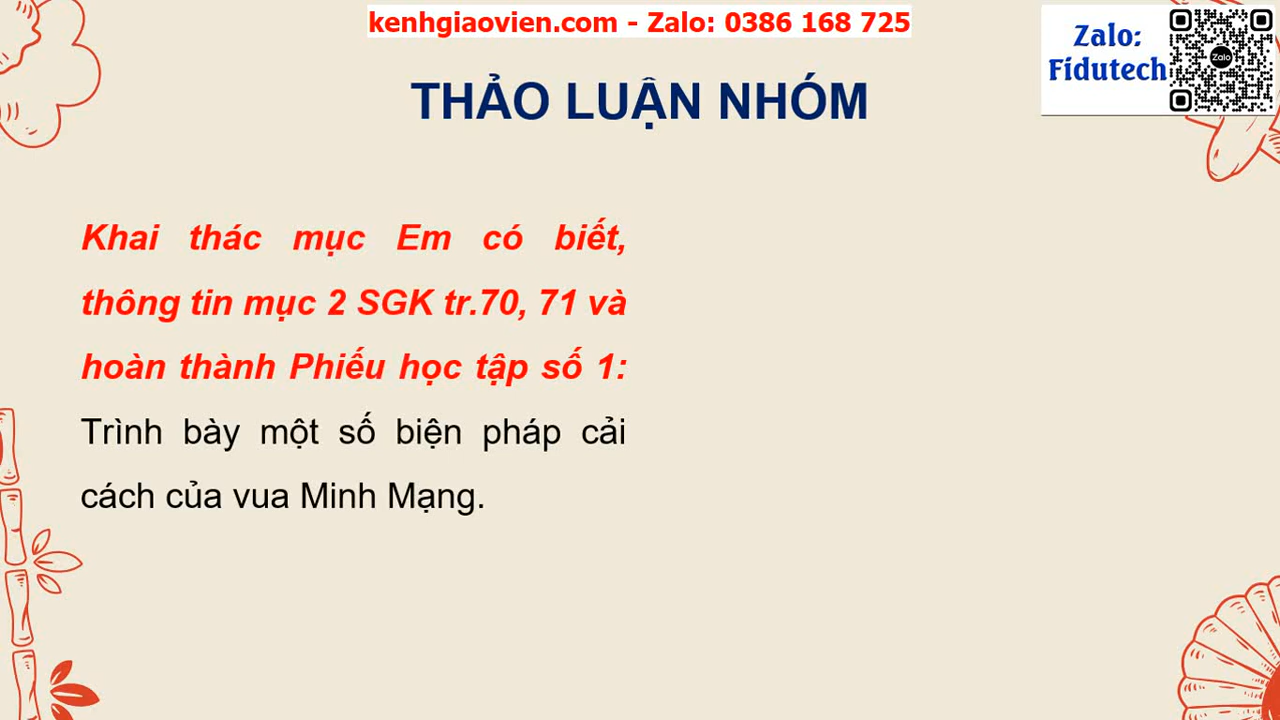 kenhgiaovien.com - Zalo: 0386 168 725
Zalo:
Fidutech
Zalo
THẢO LUẬN NHÓM
Khai thác mục Em có biết,
thông tin mục 2 SGK tr.70, 71 và
hoàn thành Phiếu học tập số 1:
Trình bày một số biện pháp cải
cách của vua Minh Mạng.